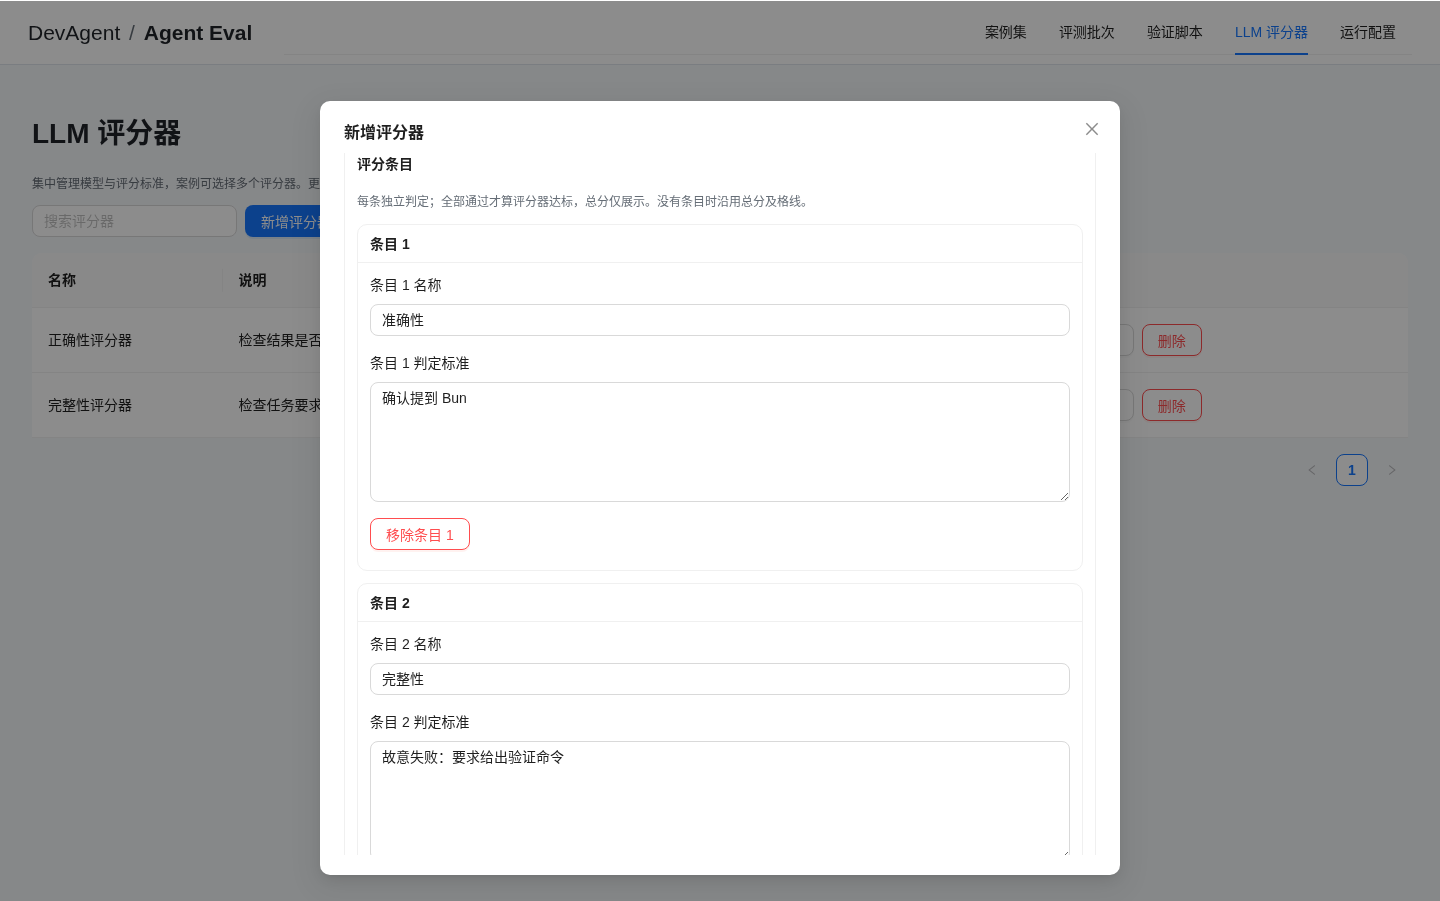 DevAgent / Agent Eval
案例集
评测批次
验证脚本
LLM 评分器
运行配置
LLM 评分器
集中管理模型与评分标准，案例可选择多个评分器。更
搜索评分器
新增评分
名称
说明
正确性评分器
检查结果是否
删除
完整性评分器
检查任务要求
删除
1
新增评分器
评分条目
每条独立判定；全部通过才算评分器达标，总分仅展示。没有条目时沿用总分及格线。
条目 1
条目 1 名称
准确性
条目 1 判定标准
确认提到 Bun
移除条目 1
条目 2
条目 2 名称
完整性
条目 2 判定标准
故意失败：要求给出验证命令